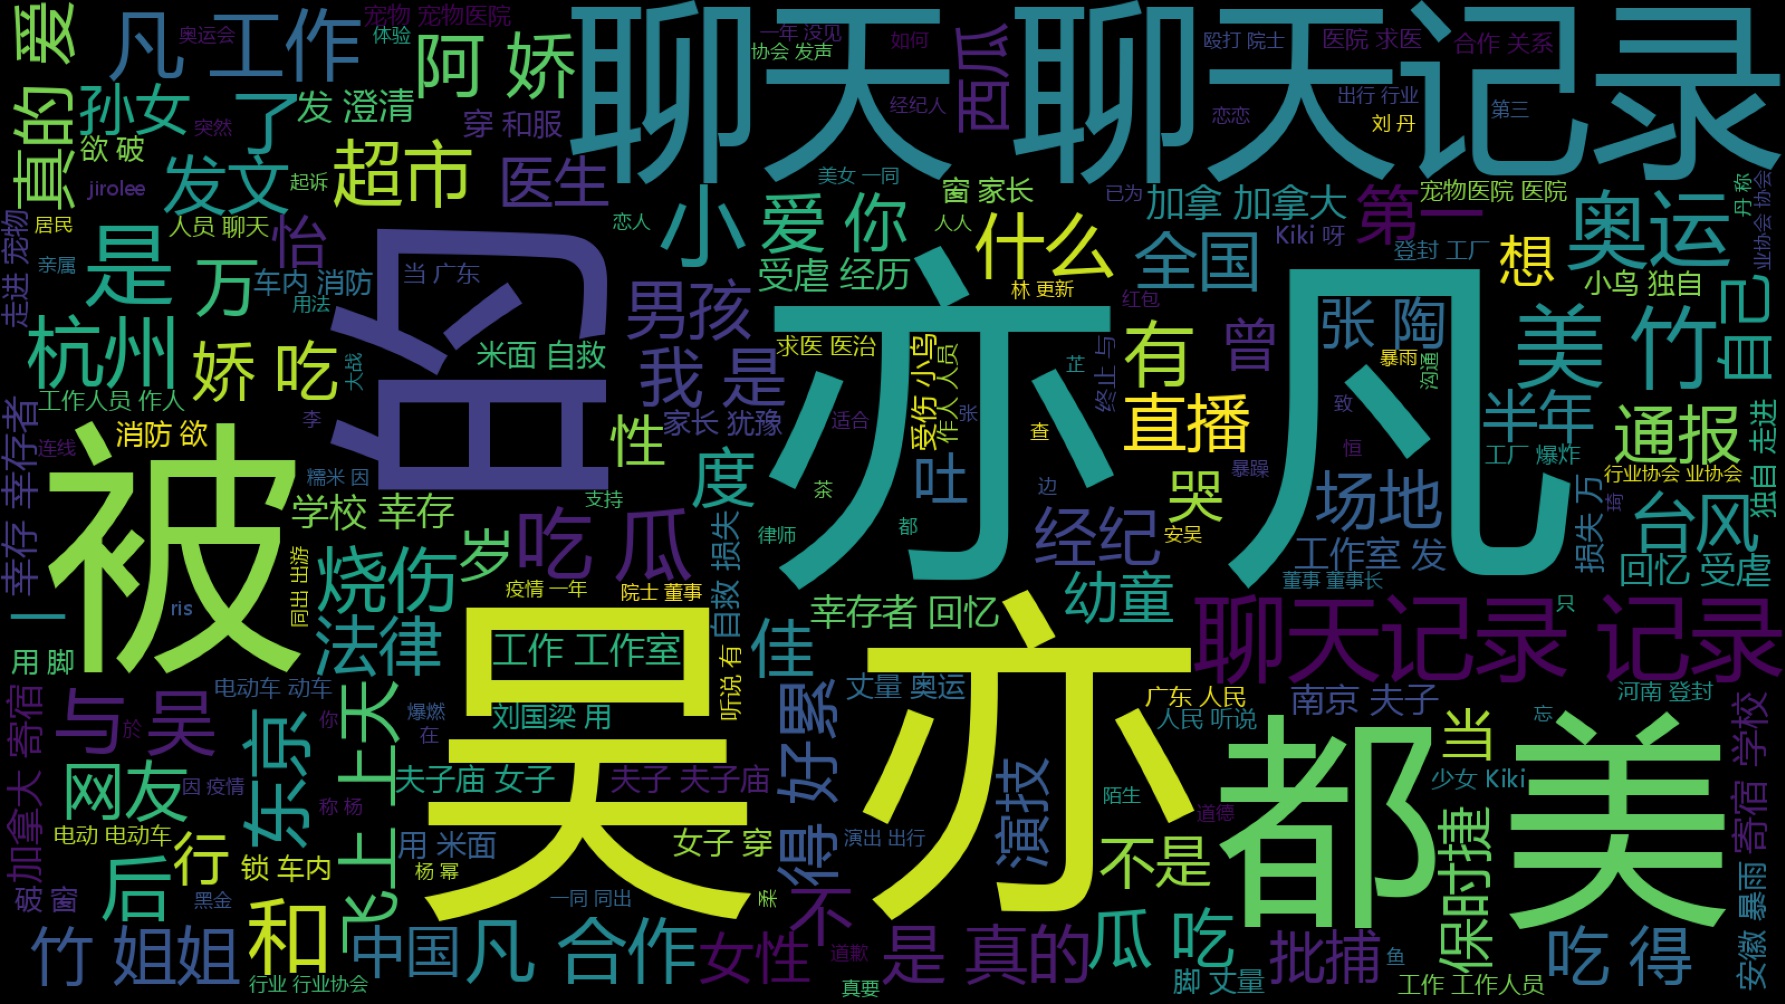 宠物 宠物医院
爱
凡 工作
奥运会
体验
阿 娇
聊天 聊天记录
一年 没见
协会 发声
如何
西瓜
殴打 院士
医院 求医
合作 关系
真的
孙女
了
发 澄清
穿 和服
经纪人
恋恋
出行 行业
刘 丹
第三
突然
欲 破
jirolee
发文
起诉
超市
医生
美女 一同
窗 家长
已为
宠物医院 医院
丹 称
业协会 协会
走进 宠物
居民
人员 聊天
怡
恋人
小
爱 你
人人
什么
加拿 加拿大
第一
Kiki 呀
奥运
亲属
是
万
车内 消防
当 广东
受虐 经历
全国
登封 工厂
想
小鸟 独自
用法
的
男孩
林 更新
红包
张 陶
自己
杭州
娇 吃
大战
米面 自救
我 是
求医 医治
亦 凡
受伤 小鸟
作人 人员
芷
终止 与
有
曾
暴雨
沟通
美 竹
工作人员 作人
李
家长 犹豫
适合
张
直播
致
半年
通报
独自 走进
幸存 幸存者
连线
消防 欲
被
性
查
恒
工厂 爆炸
行业协会 业协会
糯米 因
度
吐
哭
暴躁
场地
琦
学校 幸存
支持
茶
边
损失 万
台风
岁
吃 瓜
自救 损失
律师
都
经纪
安吴
工作室 发
一
ris
同出 出游
烧伤
疫情 一年
院士 董事
幼童
董事 董事长
回忆 受虐
幸存者 回忆
只
用 脚
法律
吴 亦
工作 工作室
听说 有
佳
聊天记录 记录
加拿大 寄宿
电动车 动车
丈量 奥运
广东 人民
南京 夫子
河南 登封
与 吴
於
你
飞上 上天
爆燃
在
刘国梁 用
得 好累
人民 听说
都 美
当
忘
寄宿 学校
网友
因 疫情
东京
夫子庙 女子
夫子 夫子庙
演技
陌生
少女 Kiki
称 杨
道德
电动 电动车
行
用 米面
女子 穿
演出 出行
保时捷
锁 车内
杨 幂
不是
破 窗
后
黑金
一同 同出
柒
不
安徽 暴雨
竹 姐姐
和
中国
凡 合作
女性
道歉
是 真的
瓜 吃
批捕
鱼
吃 得
行业 行业协会
真要
脚 丈量
工作 工作人员